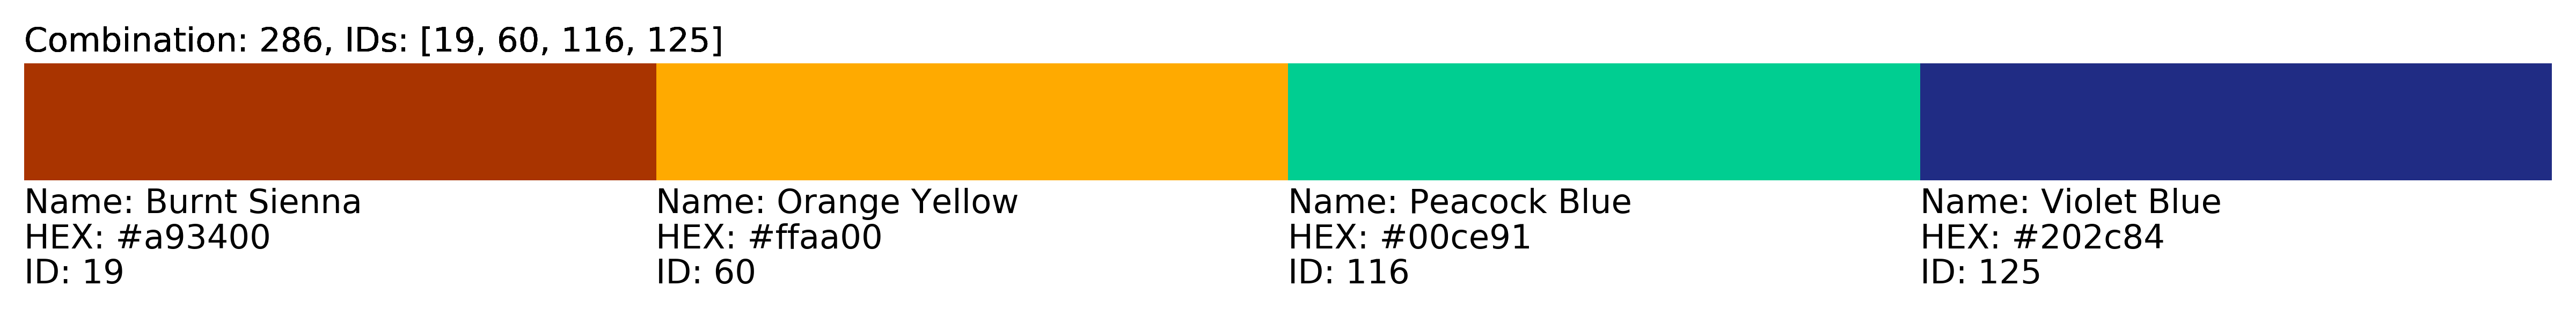 Combination: 286, IDs: [19, 60, 116, 125]
Name: Burnt Sienna
HEX: #a93400
ID: 19
Name: Orange Yellow
HEX: #ffaa00
ID: 60
Name: Peacock Blue
HEX: #00ce91
ID: 116
Name: Violet Blue
HEX: #202c84
ID: 125